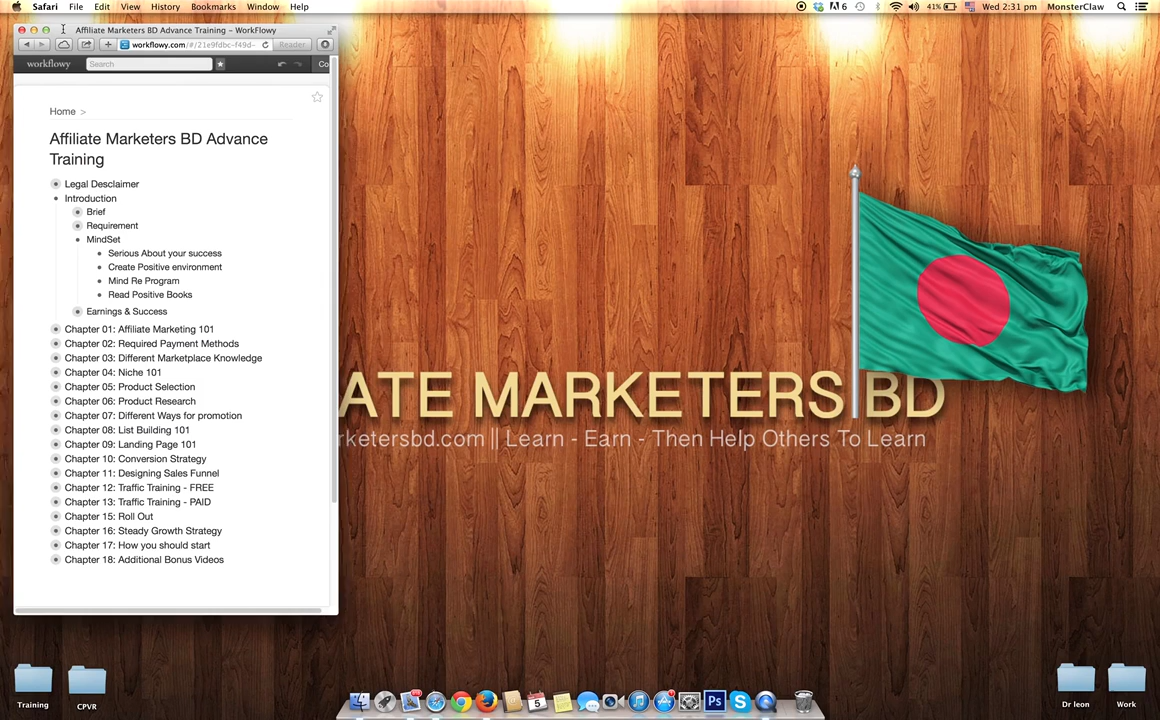 Safari File Edit View History Bookmarks Window Help
6 41% Wed 2:31 pm MonsterClaw
Affiliate Marketers BD Advance Training – WorkFlowy
workflowy.com/#/21e9fdbc-f49d- Reader
workflowy Search Co
Home >
Affiliate Marketers BD Advance
Training
Legal Desclaimer
Introduction
Brief
Requirement
MindSet
Serious About your success
Create Positive environment
Mind Re Program
Read Positive Books
Earnings & Success
Chapter 01: Affiliate Marketing 101
Chapter 02: Required Payment Methods
Chapter 03: Different Marketplace Knowledge
Chapter 04: Niche 101
Chapter 05: Product Selection
Chapter 06: Product Research
Chapter 07: Different Ways for promotion
Chapter 08: List Building 101
Chapter 09: Landing Page 101
Chapter 10: Conversion Strategy
Chapter 11: Designing Sales Funnel
Chapter 12: Traffic Training - FREE
Chapter 13: Traffic Training - PAID
Chapter 15: Roll Out
Chapter 16: Steady Growth Strategy
Chapter 17: How you should start
Chapter 18: Additional Bonus Videos
ATE MARKETERS BD
rketersbd.com || Learn - Earn - Then Help Others To Learn
Training
CPVR
5
Ps
Dr leon
Work